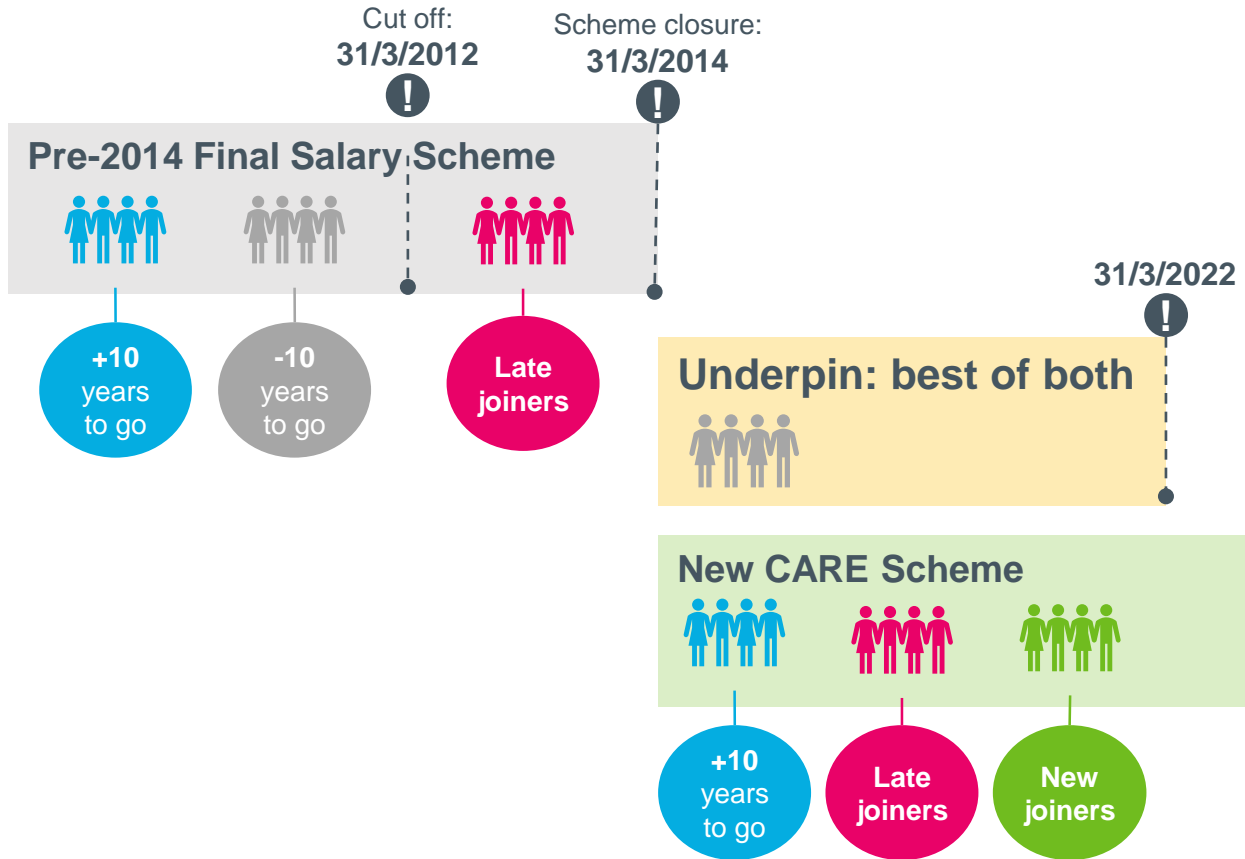 Cut off:
31/3/2012
Scheme closure:
31/3/2014
!
!
Pre-2014 Final Salary Scheme
+10
years
to go
-10
years
to go
Late
joiners
31/3/2022
!
Underpin: best of both
New CARE Scheme
+10
years
to go
Late
joiners
New
joiners